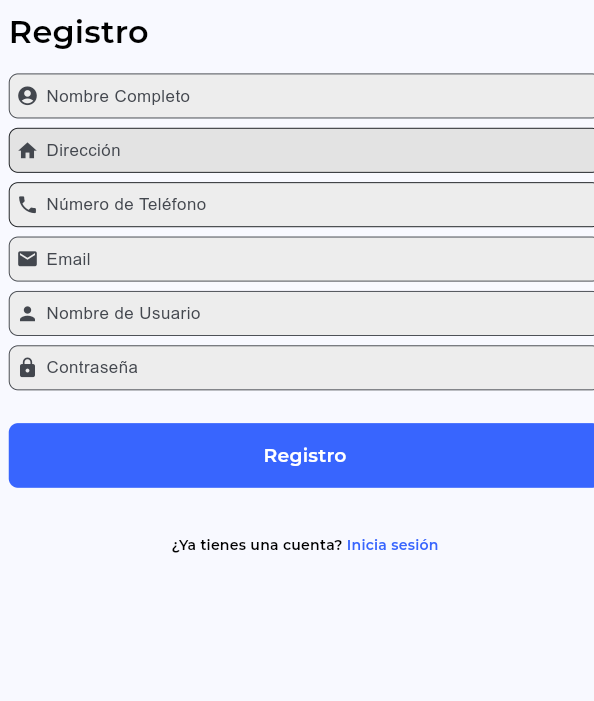 Registro
Nombre Completo
Dirección
Número de Teléfono
Email
Nombre de Usuario
Contraseña
Registro
¿Ya tienes una cuenta? Inicia sesión